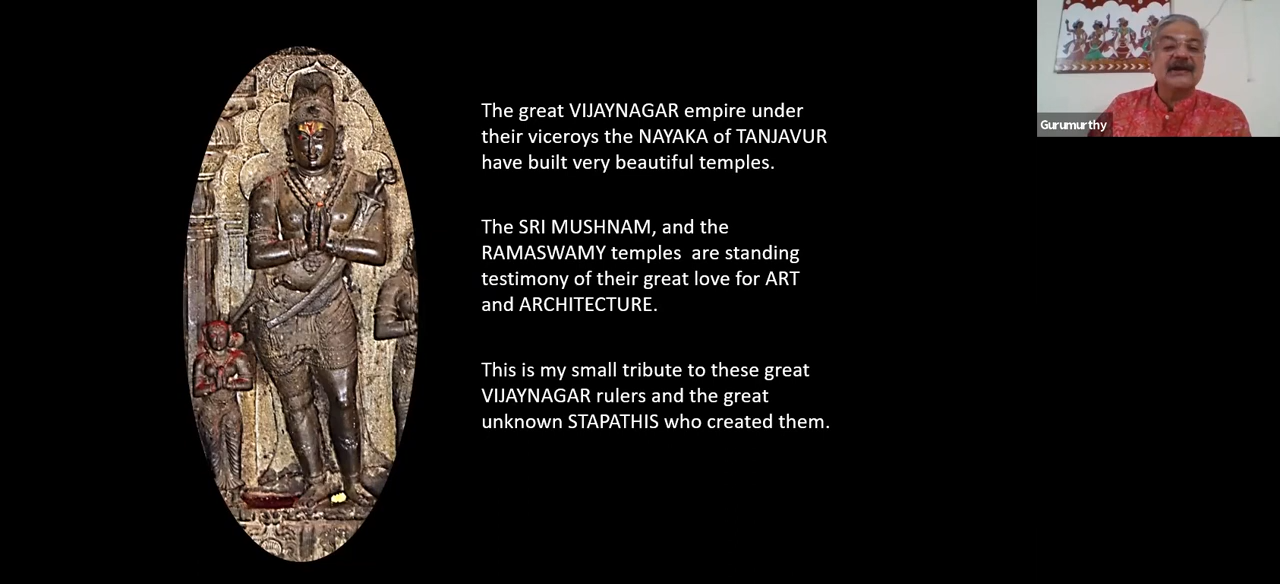 The great VIJAYNAGAR empire under
their viceroys the NAYAKA of TANJAVUR
have built very beautiful temples.
The SRI MUSHNAM, and the
RAMASWAMY temples are standing
testimony of their great love for ART
and ARCHITECTURE.
This is my small tribute to these great
VIJAYNAGAR rulers and the great
unknown STAPATHIS who created them.
Gurumurthy